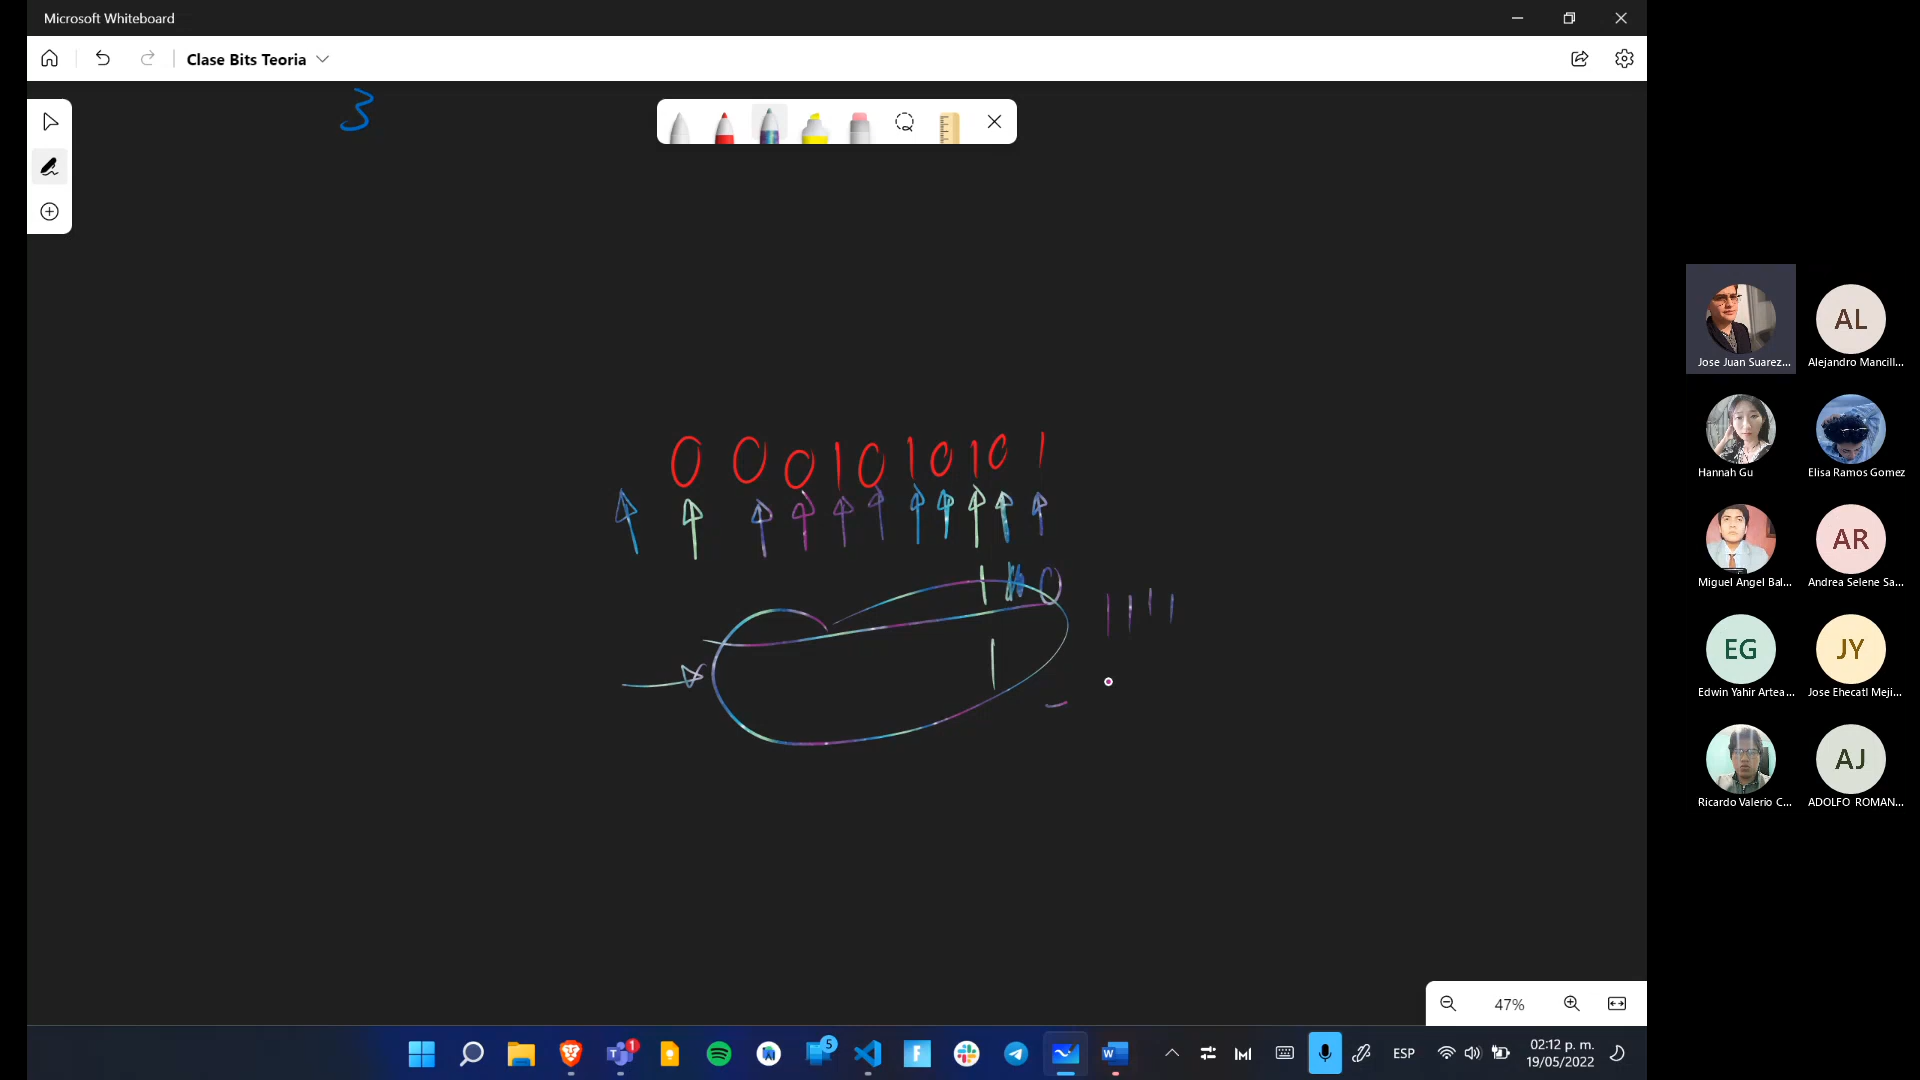 Microsoft Whiteboard
Clase Bits Teoria
3
0 0 0 1 0 1 0 1 0 1
Jose Juan Suarez...
AL
Alejandro Mancill...
Hannah Gu
Elisa Ramos Gomez
Miguel Angel Bal...
AR
Andrea Selene Sa...
EG
Edwin Yahir Artea...
JY
Jose Ehecatl Meji...
Ricardo Valerio C...
AJ
ADOLFO ROMAN...
47%
1
5
ESP
02:12 p. m.
19/05/2022